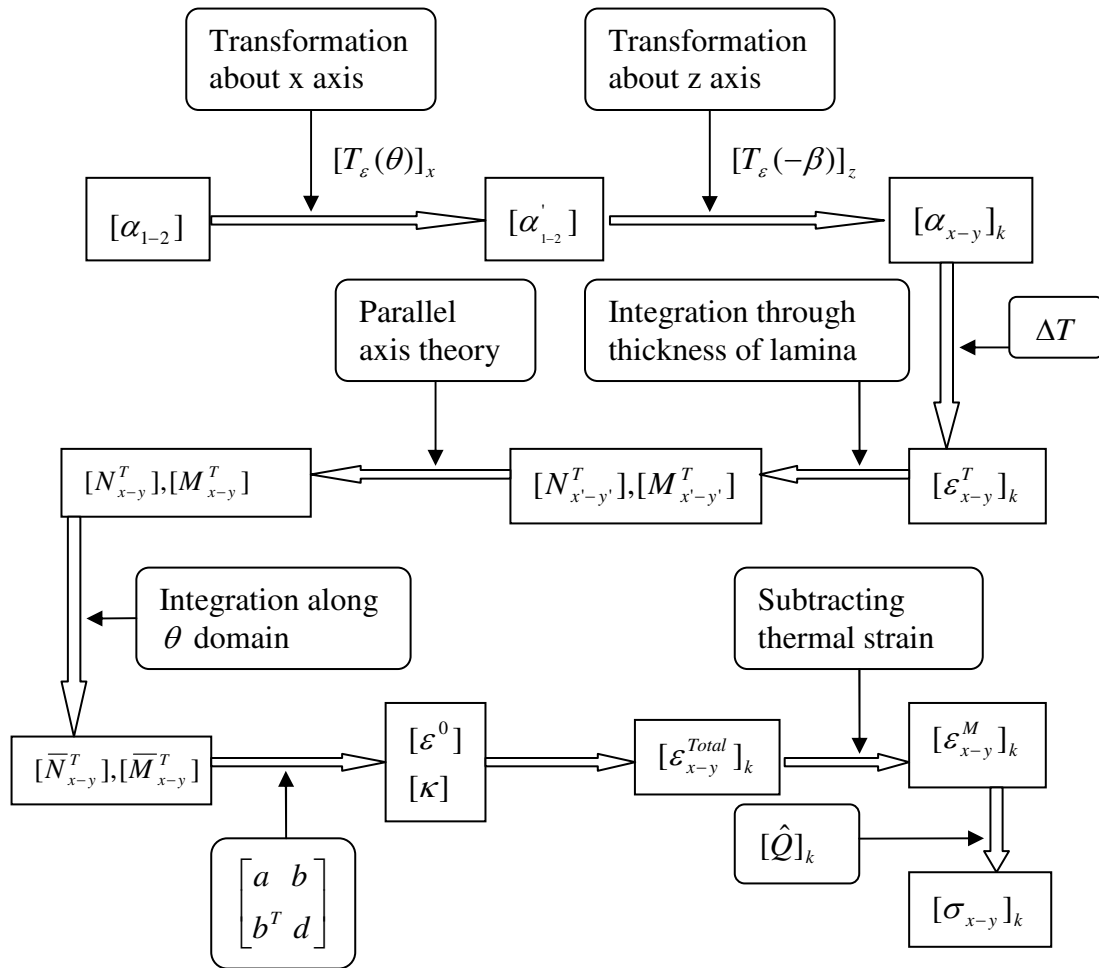 Transformation
about x axis
Transformation
about z axis
[T_ε(θ)]_x
[T_ε(−β)]_z
[α_{1−2}]
[α^'_{1−2}]
[α_{x−y}]_k
Parallel
axis theory
Integration through
thickness of lamina
ΔT
[N^T_{x−y}],[M^T_{x−y}]
[N^T_{x'−y'}],[M^T_{x'−y'}]
[ε^T_{x−y}]_k
Integration along
θ domain
Subtracting
thermal strain
[N̅^T_{x−y}],[M̅^T_{x−y}]
[ε^0]
[κ]
[ε^{Total}_{x−y}]_k
[ε^M_{x−y}]_k
[a b
b^T d]
[Q̂]_k
[σ_{x−y}]_k